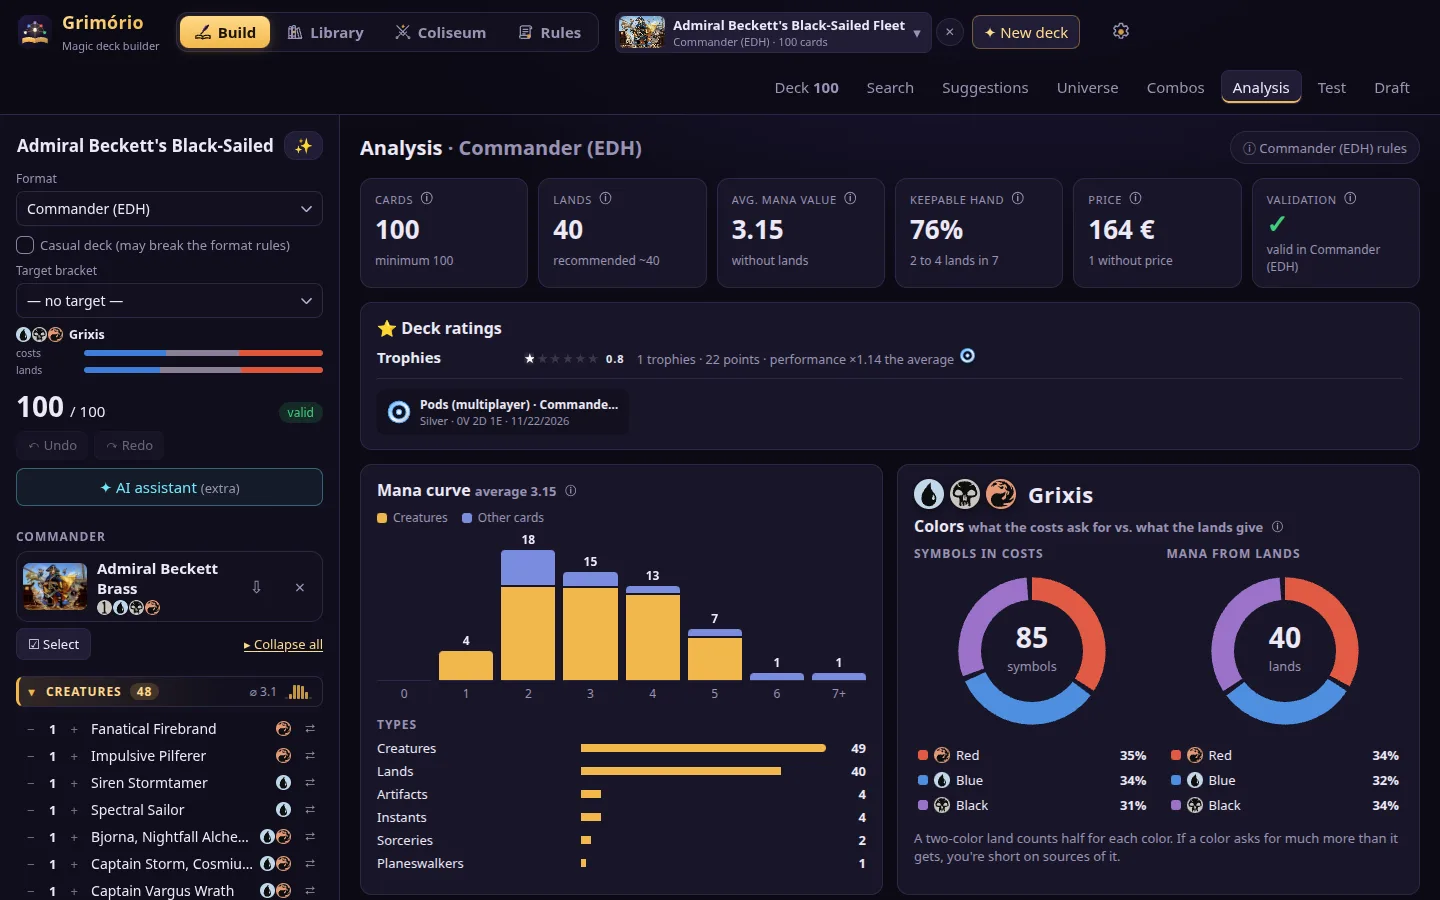 Grimório
Magic deck builder
Build
Library
Coliseum
Rules
Admiral Beckett's Black-Sailed Fleet
Commander (EDH) · 100 cards
▼
×
✦ New deck
Deck 100
Search
Suggestions
Universe
Combos
Analysis
Test
Draft
Admiral Beckett's Black-Sailed
Format
Commander (EDH)
Casual deck (may break the format rules)
Target bracket
— no target —
Grixis
costs
lands
100 / 100
valid
↶ Undo
↷ Redo
✦ AI assistant (extra)
COMMANDER
Admiral Beckett
Brass
1
⇩
×
☑ Select
▸ Collapse all
▼ CREATURES 48
⌀ 3.1
− 1 + Fanatical Firebrand ⇄
− 1 + Impulsive Pilferer ⇄
− 1 + Siren Stormtamer ⇄
− 1 + Spectral Sailor ⇄
− 1 + Bjorna, Nightfall Alche... ⇄
− 1 + Captain Storm, Cosmiu... ⇄
− 1 + Captain Vargus Wrath ⇄
Analysis · Commander (EDH)
ⓘ Commander (EDH) rules
CARDS ⓘ
100
minimum 100
LANDS ⓘ
40
recommended ~40
AVG. MANA VALUE ⓘ
3.15
without lands
KEEPABLE HAND ⓘ
76%
2 to 4 lands in 7
PRICE ⓘ
164 €
1 without price
VALIDATION ⓘ
✓
valid in Commander
(EDH)
⭐ Deck ratings
Trophies ★★★★★★ 0.8 1 trophies · 22 points · performance ×1.14 the average
Pods (multiplayer) · Commande...
Silver · 0V 2D 1E · 11/22/2026
Mana curve average 3.15 ⓘ
Creatures
Other cards
4
18
15
13
7
1
1
0
1
2
3
4
5
6
7+
TYPES
Creatures 49
Lands 40
Artifacts 4
Instants 4
Sorceries 2
Planeswalkers 1
Grixis
Colors what the costs ask for vs. what the lands give ⓘ
SYMBOLS IN COSTS
85
symbols
Red 35%
Blue 34%
Black 31%
MANA FROM LANDS
40
lands
Red 34%
Blue 32%
Black 34%
A two-color land counts half for each color. If a color asks for much more than it
gets, you're short on sources of it.